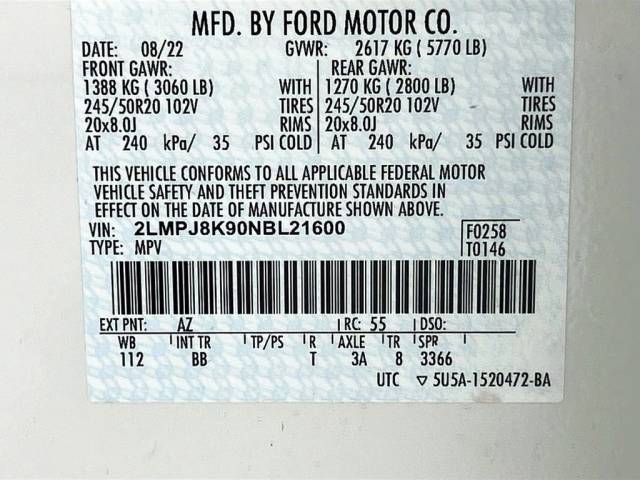 MFD. BY FORD MOTOR CO.
DATE: 08/22 GVWR: 2617 KG ( 5770 LB)
FRONT GAWR: REAR GAWR:
1388 KG ( 3060 LB) WITH 1270 KG ( 2800 LB) WITH
245/50R20 102V TIRES 245/50R20 102V TIRES
20x8.0J RIMS 20x8.0J RIMS
AT 240 kPa/ 35 PSI COLD AT 240 kPa/ 35 PSI COLD
THIS VEHICLE CONFORMS TO ALL APPLICABLE FEDERAL MOTOR
VEHICLE SAFETY AND THEFT PREVENTION STANDARDS IN
EFFECT ON THE DATE OF MANUFACTURE SHOWN ABOVE.
VIN: 2LMPJ8K90NBL21600 F0258
TYPE: MPV T0146
EXT PNT: AZ RC: 55 DSO:
WB INT TR TP/PS R AXLE TR SPR
112 BB T 3A 8 3366
UTC ▽ 5U5A-1520472-BA